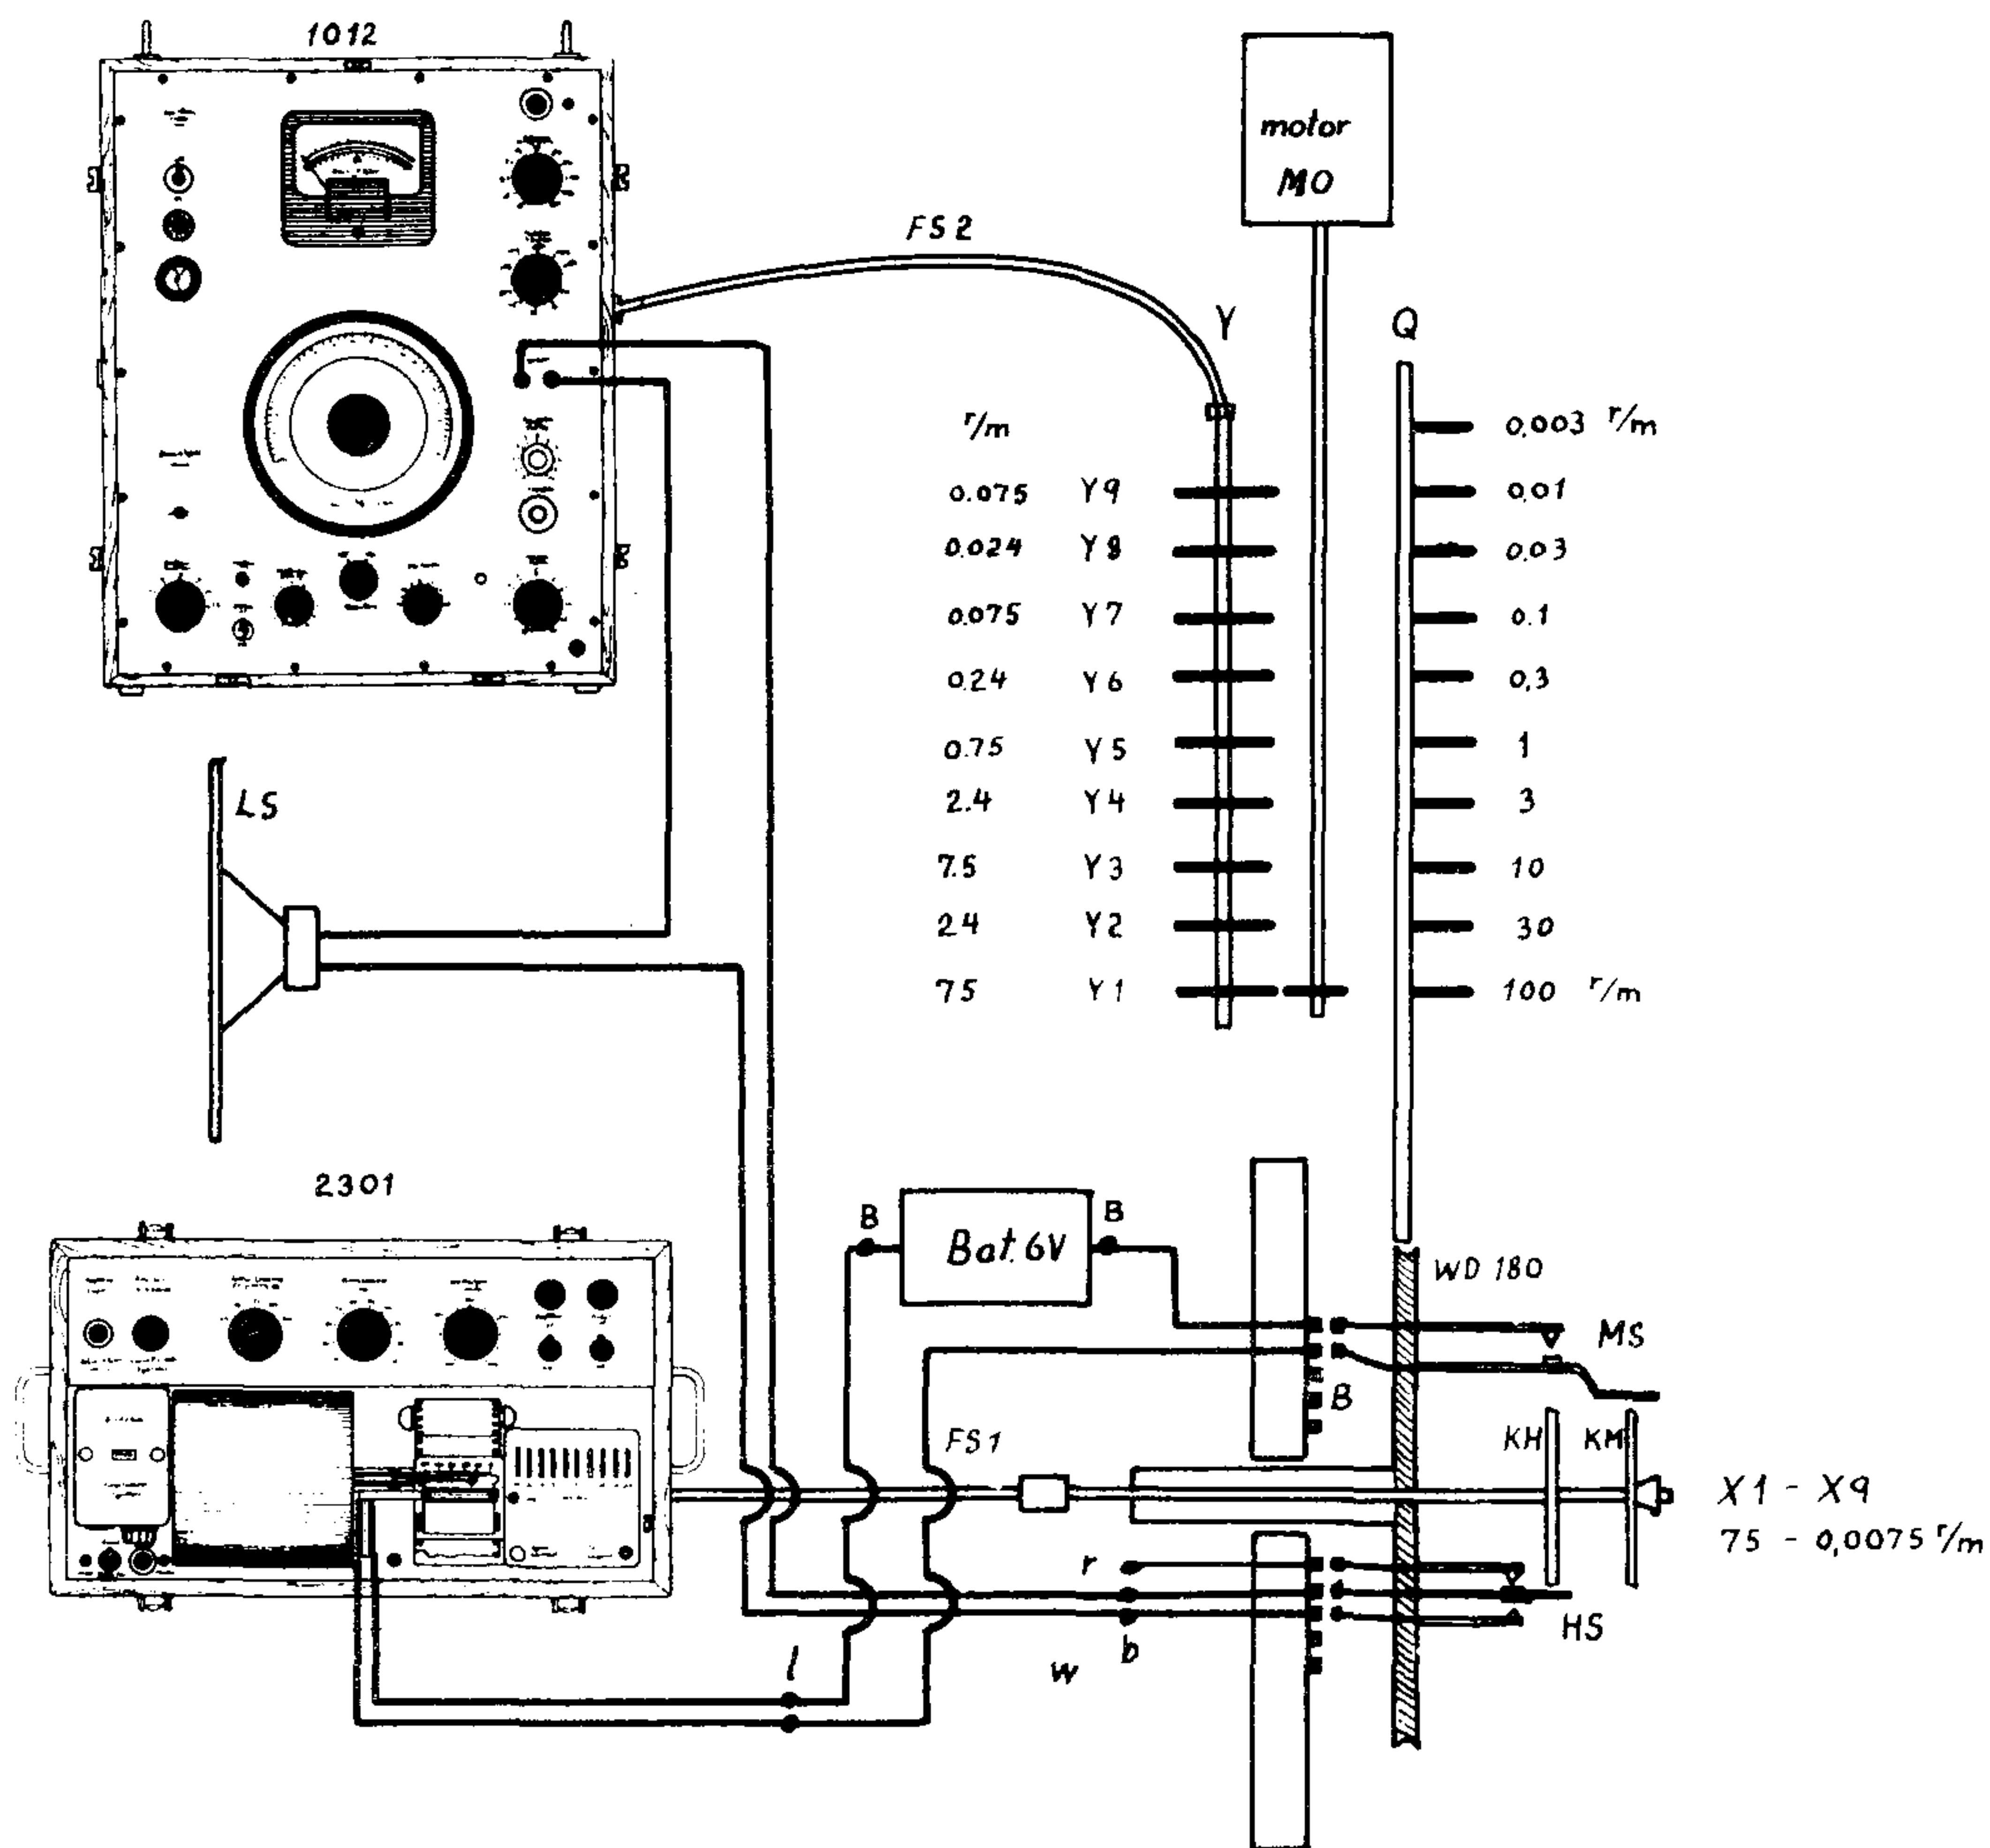 1012
motor
MO
FS2
Y
Q
r/m
0.003 r/m
0.075 Y9 0,01
0.024 Y8 0,03
0.075 Y7 0.1
0.24 Y6 0,3
0.75 Y5 1
2.4 Y4 3
7.5 Y3 10
24 Y2 30
75 Y1 100 r/m
LS
2301
B
Bat. 6V
B
WD 180
MS
B
FS1
KH
KM
X1 - X9
75 - 0,0075 r/m
r
b
HS
w
l